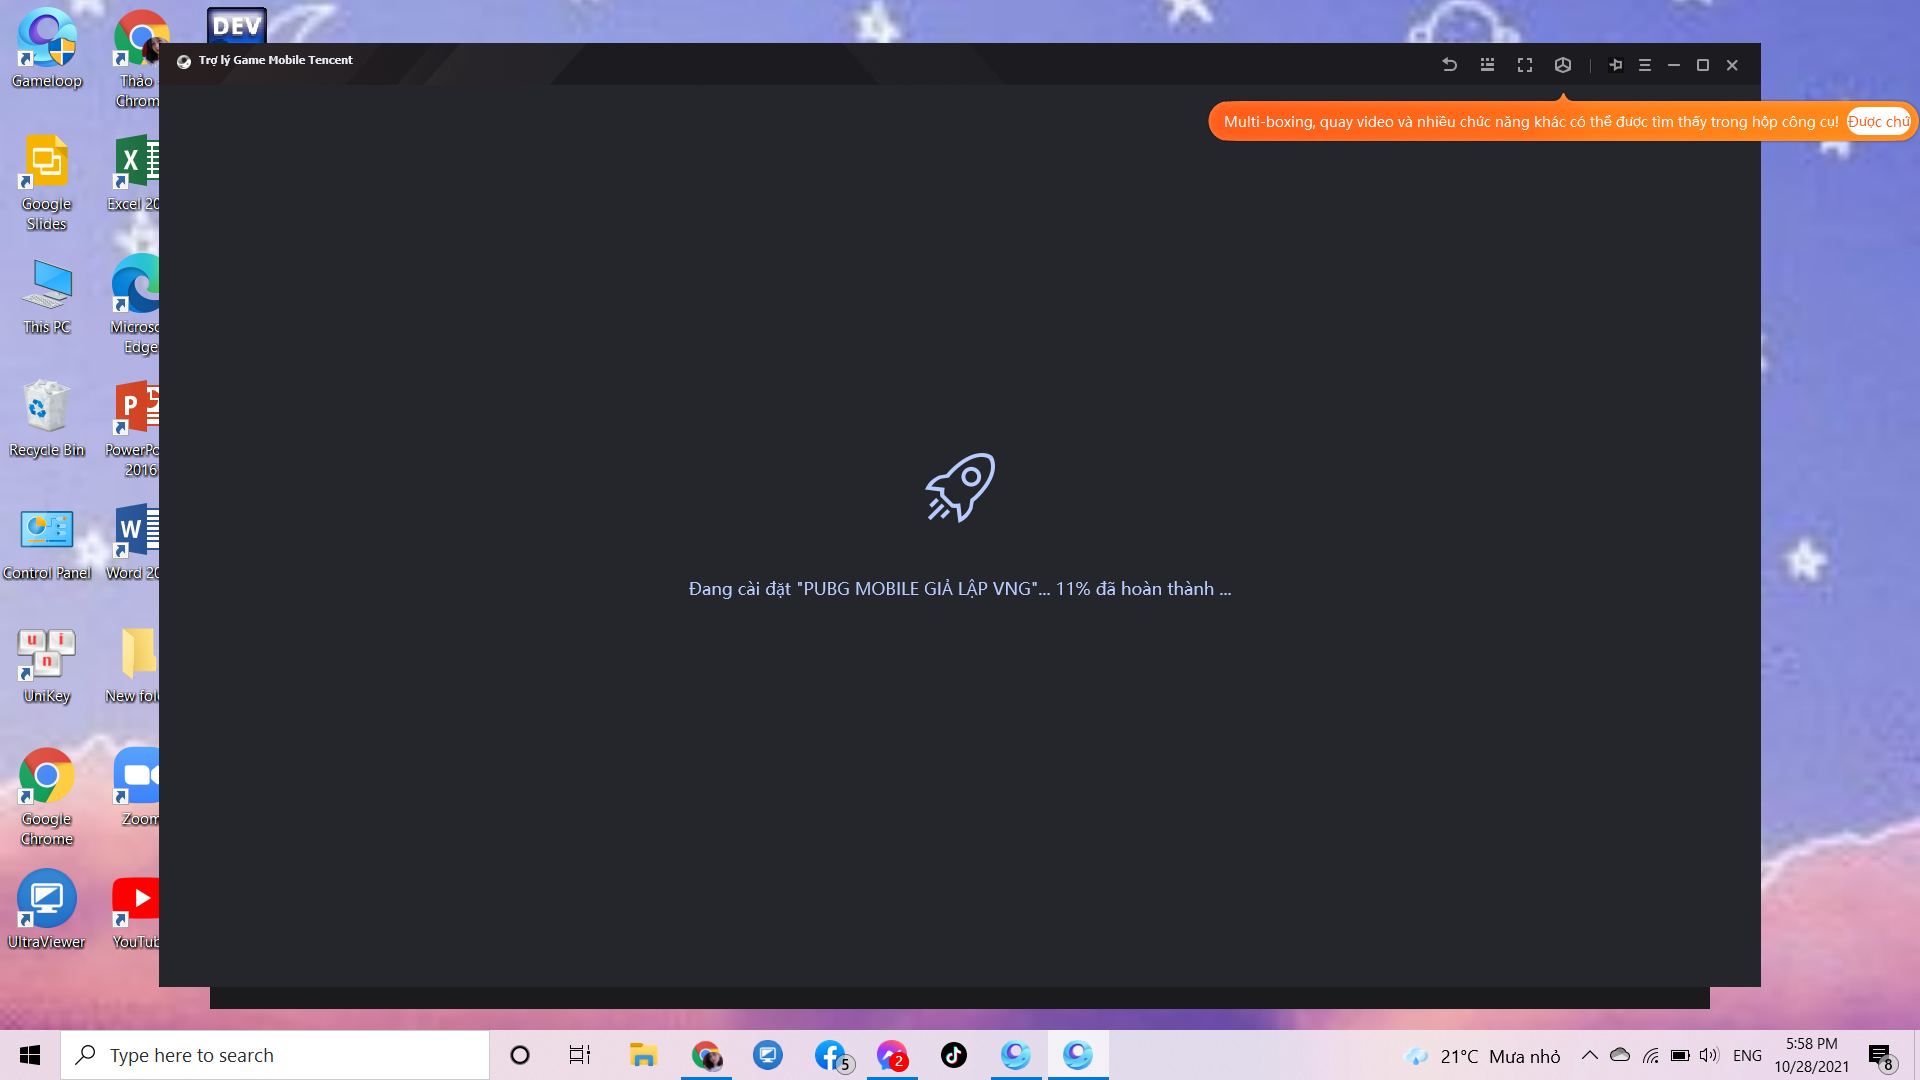 DEV
Gameloop
Thảo -
Chrom
Trợ lý Game Mobile Tencent
Multi-boxing, quay video và nhiều chức năng khác có thể được tìm thấy trong hộp công cụ!
Được chứ
Google
Slides
Excel 20
This PC
Microso
Edge
Recycle Bin
PowerPo
2016
Đang cài đặt "PUBG MOBILE GIẢ LẬP VNG"... 11% đã hoàn thành ...
Control Panel
Word 20
UniKey
New fol
Google
Chrome
Zoom
UltraViewer
YouTub
Type here to search
5
2
21°C Mưa nhỏ
ENG
5:58 PM
10/28/2021
8